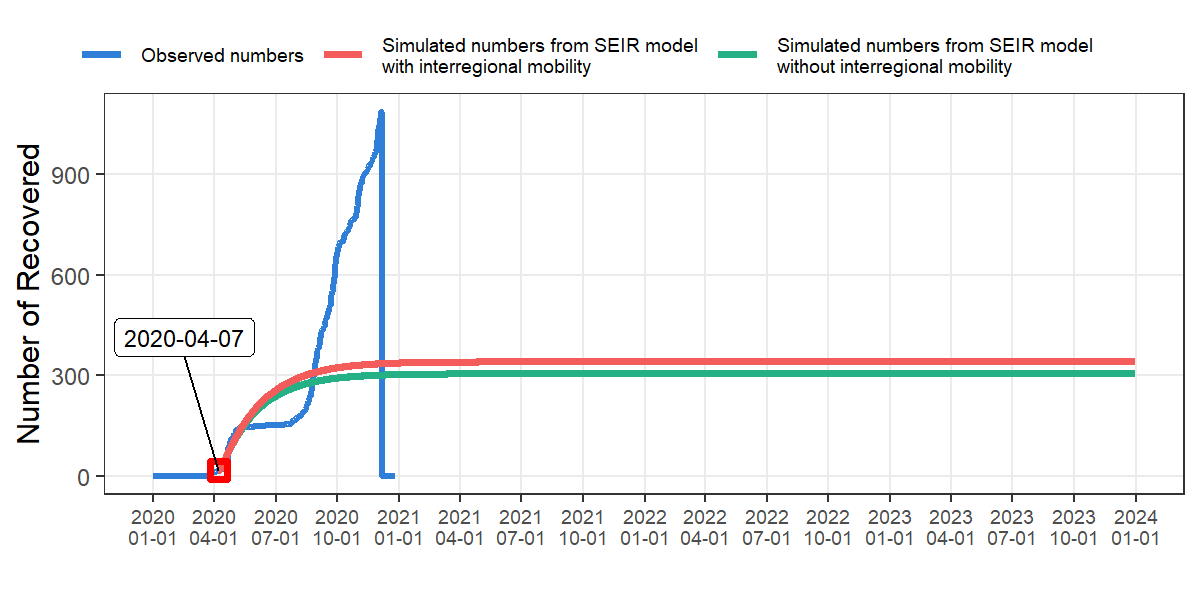 Observed numbers
Simulated numbers from SEIR model
with interregional mobility
Simulated numbers from SEIR model
without interregional mobility
Number of Recovered
900
600
300
0
2020-04-07
2020 2020 2020 2020 2021 2021 2021 2021 2022 2022 2022 2022 2023 2023 2023 2023 2024
01-01 04-01 07-01 10-01 01-01 04-01 07-01 10-01 01-01 04-01 07-01 10-01 01-01 04-01 07-01 10-01 01-01